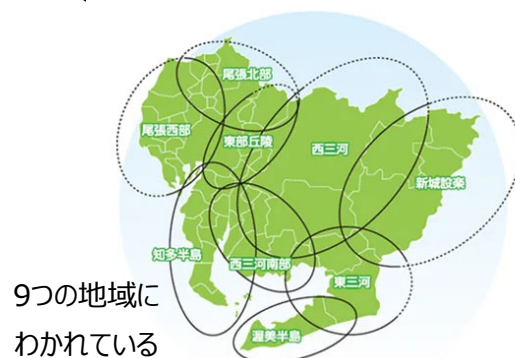 尾張北部
尾張西部
東部丘陵
西三河
新城設楽
知多半島
西三河南部
東三河
渥美半島
9つの地域に
わかれている